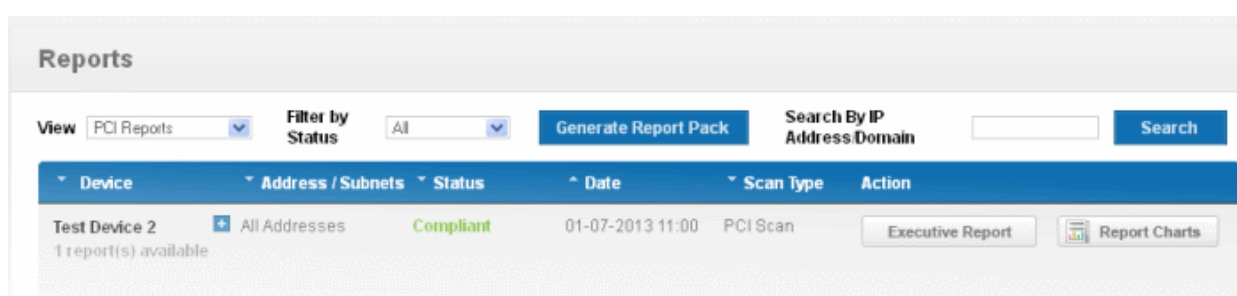 Reports
View PCI Reports Filter by Status All Generate Report Pack Search By IP Address/Domain Search
Device Address / Subnets Status Date Scan Type Action
Test Device 2 All Addresses Compliant 01-07-2013 11:00 PCI Scan Executive Report Report Charts
1 report(s) available